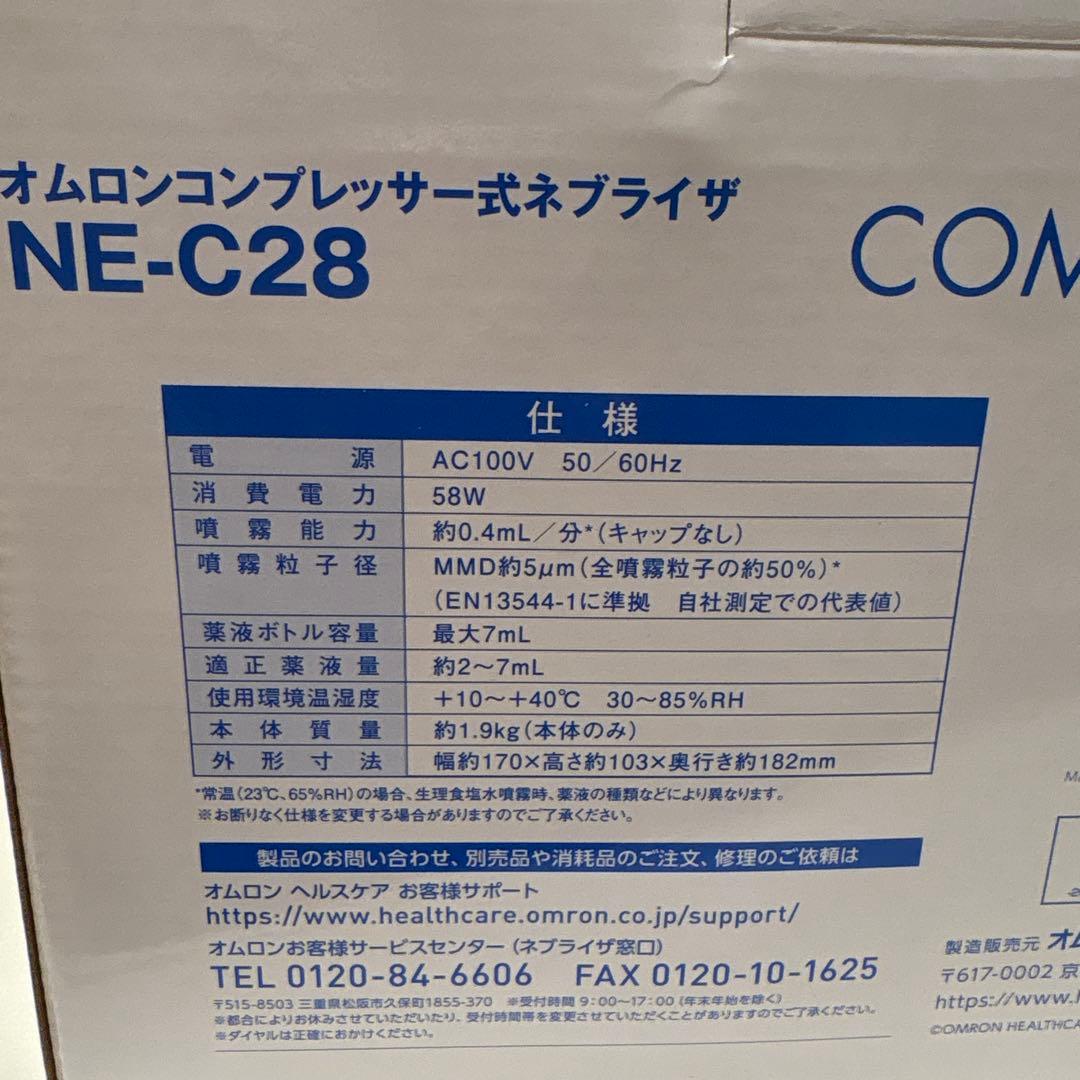 オムロンコンプレッサー式ネブライザ
NE-C28
COM
仕様
電源 AC100V 50／60Hz
消費電力 58W
噴霧能力 約0.4mL／分*（キャップなし）
噴霧粒子径 MMD約5μm（全噴霧粒子の約50%）*
（EN13544-1に準拠 自社測定での代表値）
薬液ボトル容量 最大7mL
適正薬液量 約2～7mL
使用環境温湿度 +10～+40℃ 30～85%RH
本体質量 約1.9kg（本体のみ）
外形寸法 幅約170×高さ約103×奥行き約182mm
*常温（23℃、65%RH）の場合、生理食塩水噴霧時、薬液の種類などにより異なります。
※お断りなく仕様を変更する場合がありますのでご了承ください。
製品のお問い合わせ、別売品や消耗品のご注文、修理のご依頼は
オムロン ヘルスケア お客様サポート
https://www.healthcare.omron.co.jp/support/
オムロンお客様サービスセンター（ネブライザ窓口）
TEL 0120-84-6606 FAX 0120-10-1625
〒515-8503 三重県松阪市久保町1855-370 ※受付時間 9：00～17：00（年末年始を除く）
※都合によりお休みさせていただいたり、受付時間帯を変更させていただくことがありますのでご了承ください。
※ダイヤルは正確におかけください。
製造販売元 オム
〒617-0002 京
https://www.
©OMRON HEALTHCA